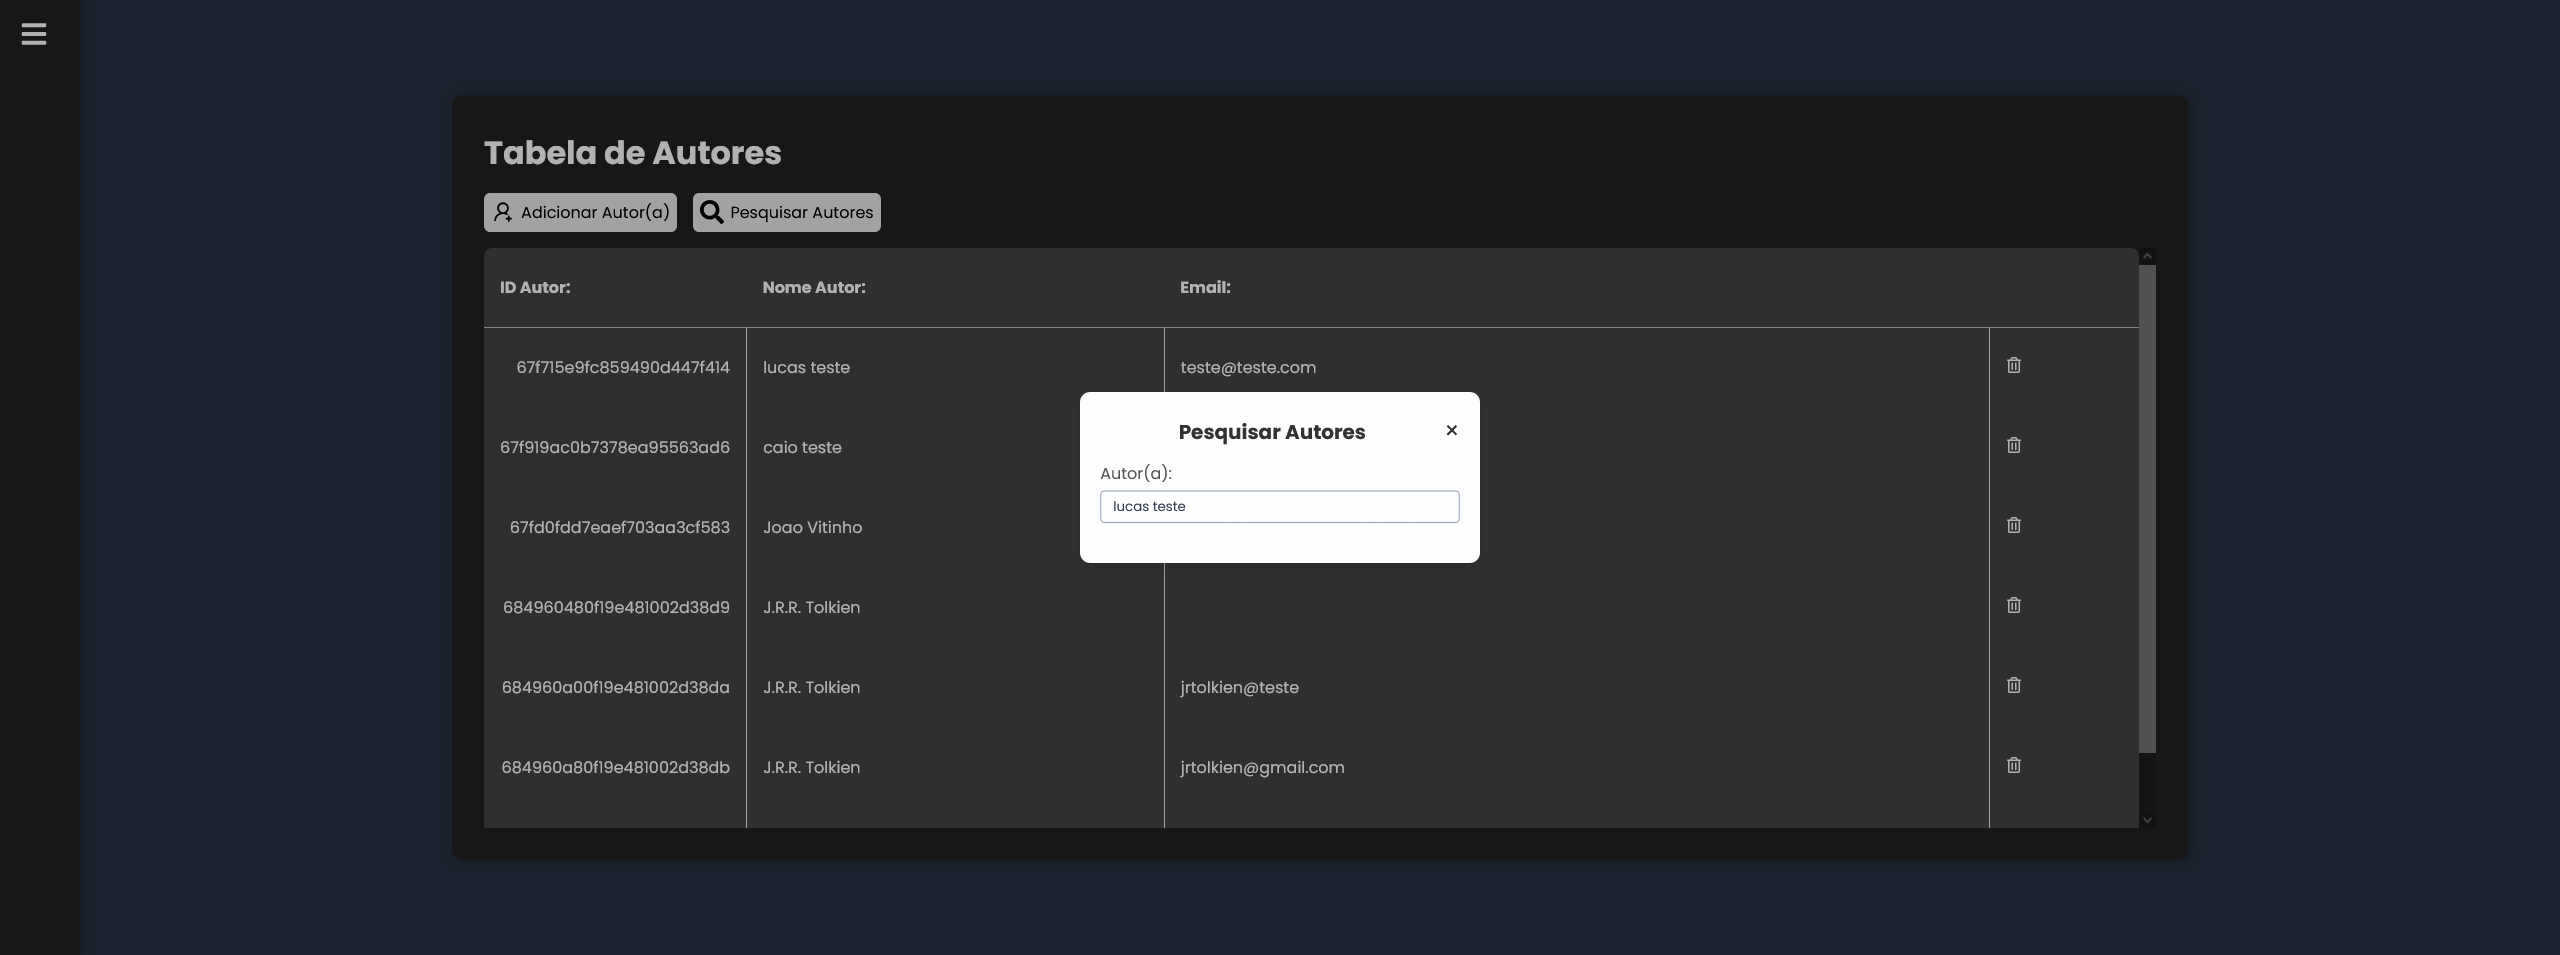 Tabela de Autores
Adicionar Autor(a) Pesquisar Autores
ID Autor: Nome Autor: Email:
67f715e9fc859490d447f414 lucas teste teste@teste.com
Pesquisar Autores ×
67f919ac0b7378ea95563ad6 caio teste
Autor(a):
lucas teste
67fd0fdd7eaef703aa3cf583 Joao Vitinho
684960480f19e481002d38d9 J.R.R. Tolkien
684960a00f19e481002d38da J.R.R. Tolkien jrtolkien@teste
684960a80f19e481002d38db J.R.R. Tolkien jrtolkien@gmail.com